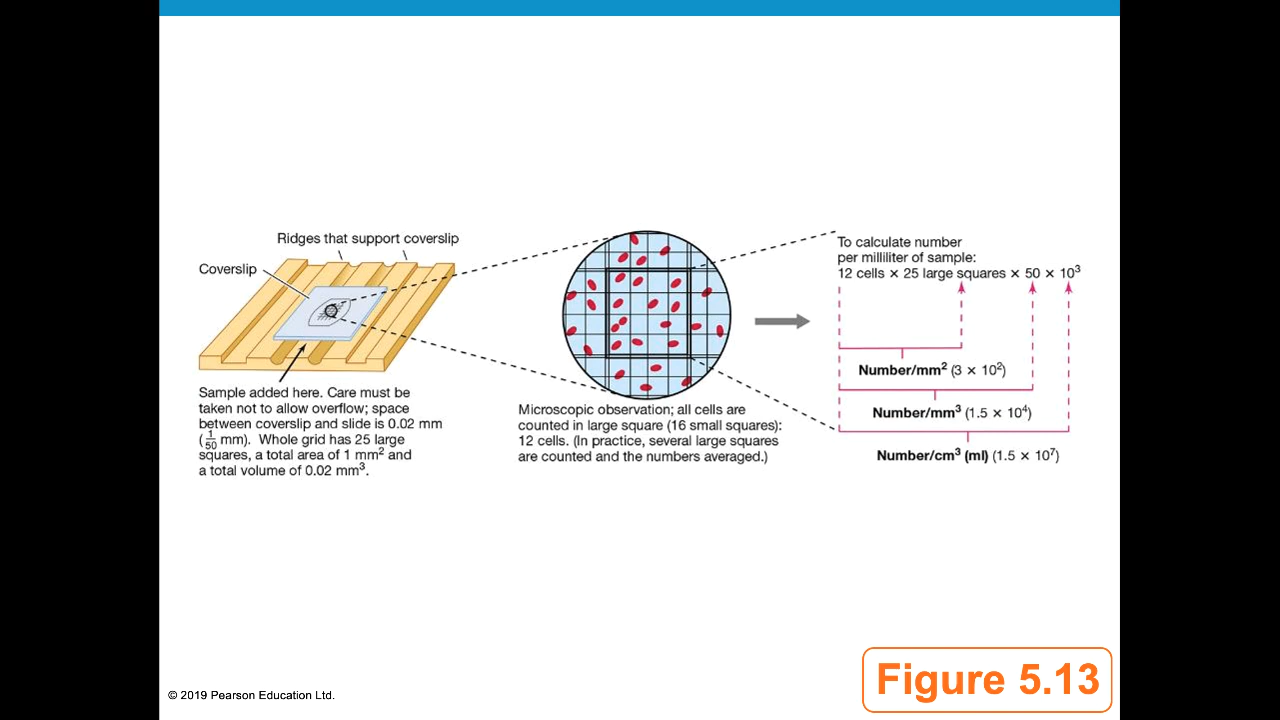 Ridges that support coverslip
Coverslip
Sample added here. Care must be
taken not to allow overflow; space
between coverslip and slide is 0.02 mm
(1/50 mm). Whole grid has 25 large
squares, a total area of 1 mm² and
a total volume of 0.02 mm³.
Microscopic observation; all cells are
counted in large square (16 small squares):
12 cells. (In practice, several large squares
are counted and the numbers averaged.)
To calculate number
per milliliter of sample:
12 cells × 25 large squares × 50 × 10³
Number/mm² (3 × 10²)
Number/mm³ (1.5 × 10⁴)
Number/cm³ (ml) (1.5 × 10⁷)
Figure 5.13
© 2019 Pearson Education Ltd.